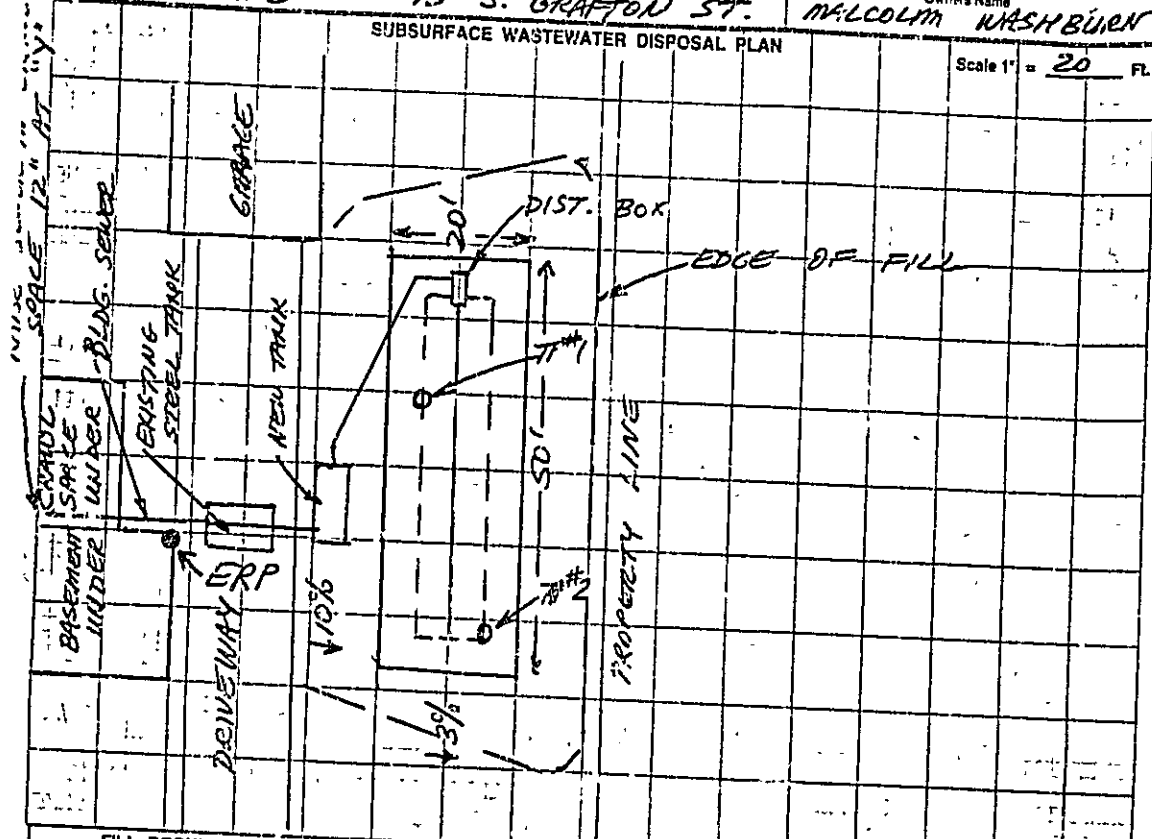 S. GRAFTON ST.
Owners Name
MALCOLM WASHBURN
SUBSURFACE WASTEWATER DISPOSAL PLAN
Scale 1" = 20 Ft.
SPACE 12" AT
GARAGE
BLDG. SEWER
EXISTING
STEEL TANK
NEW TANK
20'
DIST. BOX
EDGE OF FILL
TP#1
50'
PROPERTY LINE
CRAWL
SPACE
UNDER
BASEMENT
UNDER
ERP
DRIVEWAY
10%
TP#2
3%